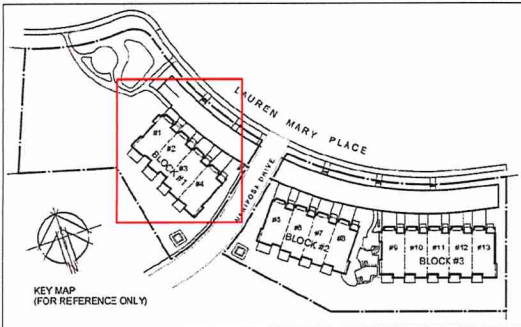 LAUREN MARY PLACE
#1
#2
#3
#4
BLOCK #1
MARIPOSA DRIVE
#5
#6
#7
#8
BLOCK #2
#9
#10
#11
#12
#13
BLOCK #3
KEY MAP
(FOR REFERENCE ONLY)